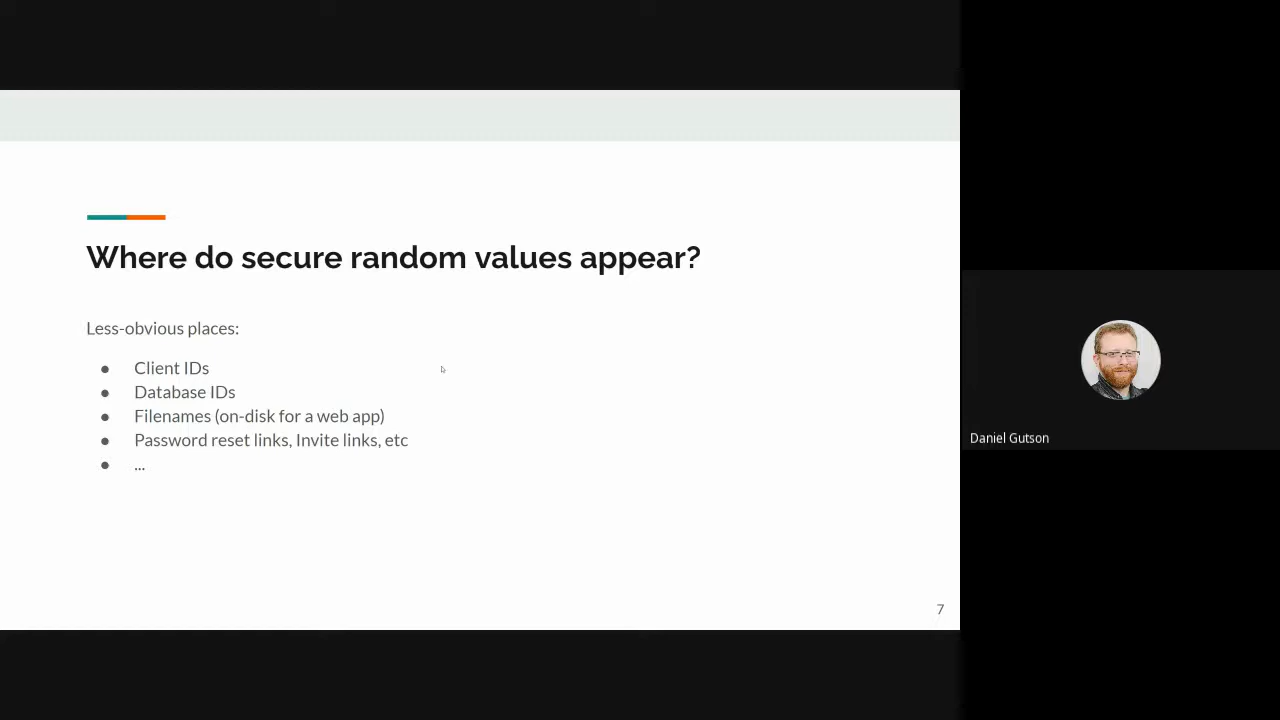 Where do secure random values appear?
Less-obvious places:
● Client IDs
● Database IDs
● Filenames (on-disk for a web app)
● Password reset links, Invite links, etc
● ...
7
Daniel Gutson